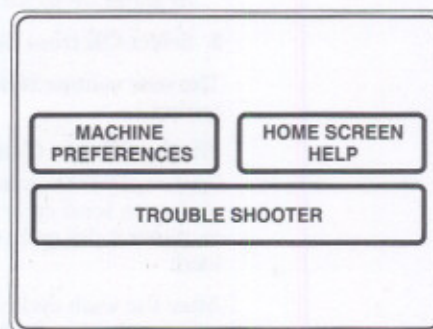 MACHINE
PREFERENCES
HOME SCREEN
HELP
TROUBLE SHOOTER